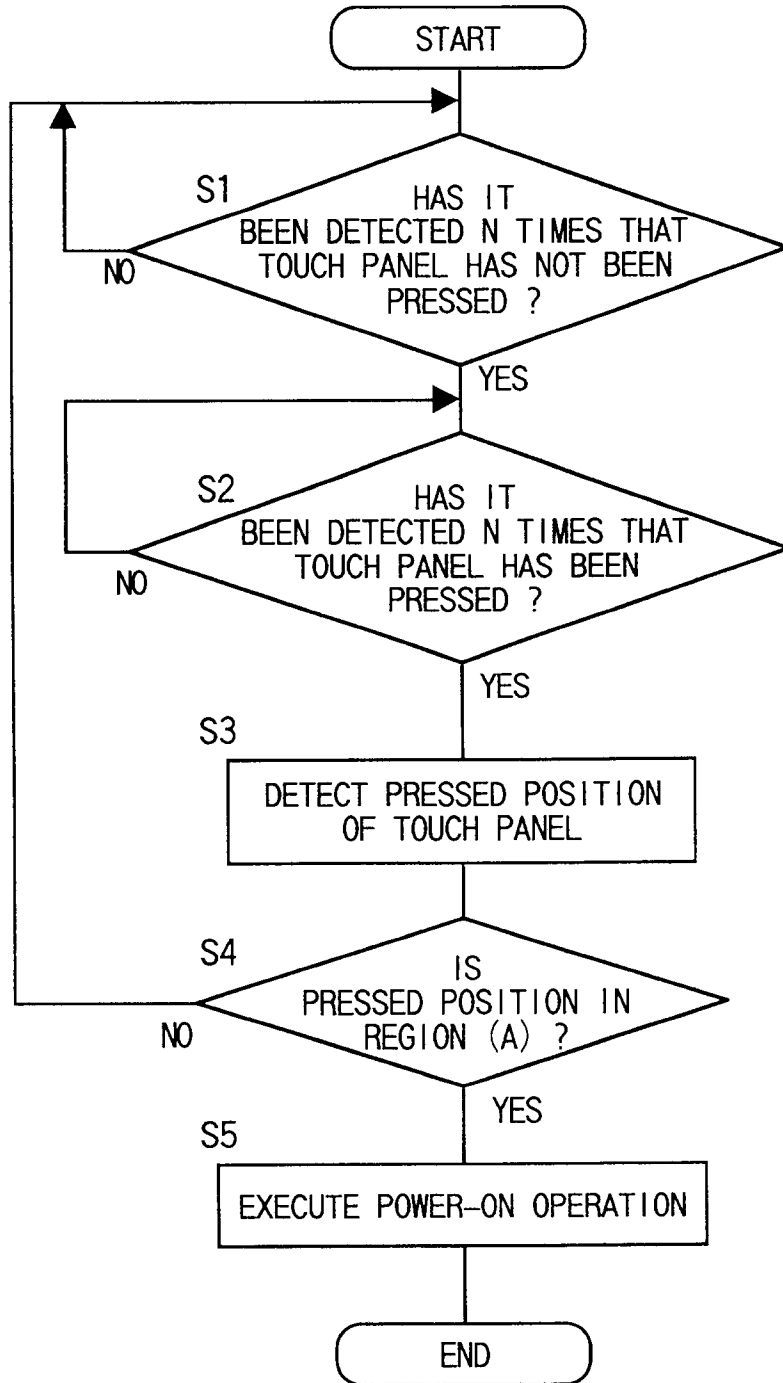 START
S1
HAS IT
BEEN DETECTED N TIMES THAT
TOUCH PANEL HAS NOT BEEN
PRESSED ?
NO
YES
S2
HAS IT
BEEN DETECTED N TIMES THAT
TOUCH PANEL HAS BEEN
PRESSED ?
NO
YES
S3
DETECT PRESSED POSITION
OF TOUCH PANEL
S4
IS
PRESSED POSITION IN
REGION (A) ?
NO
YES
S5
EXECUTE POWER-ON OPERATION
END